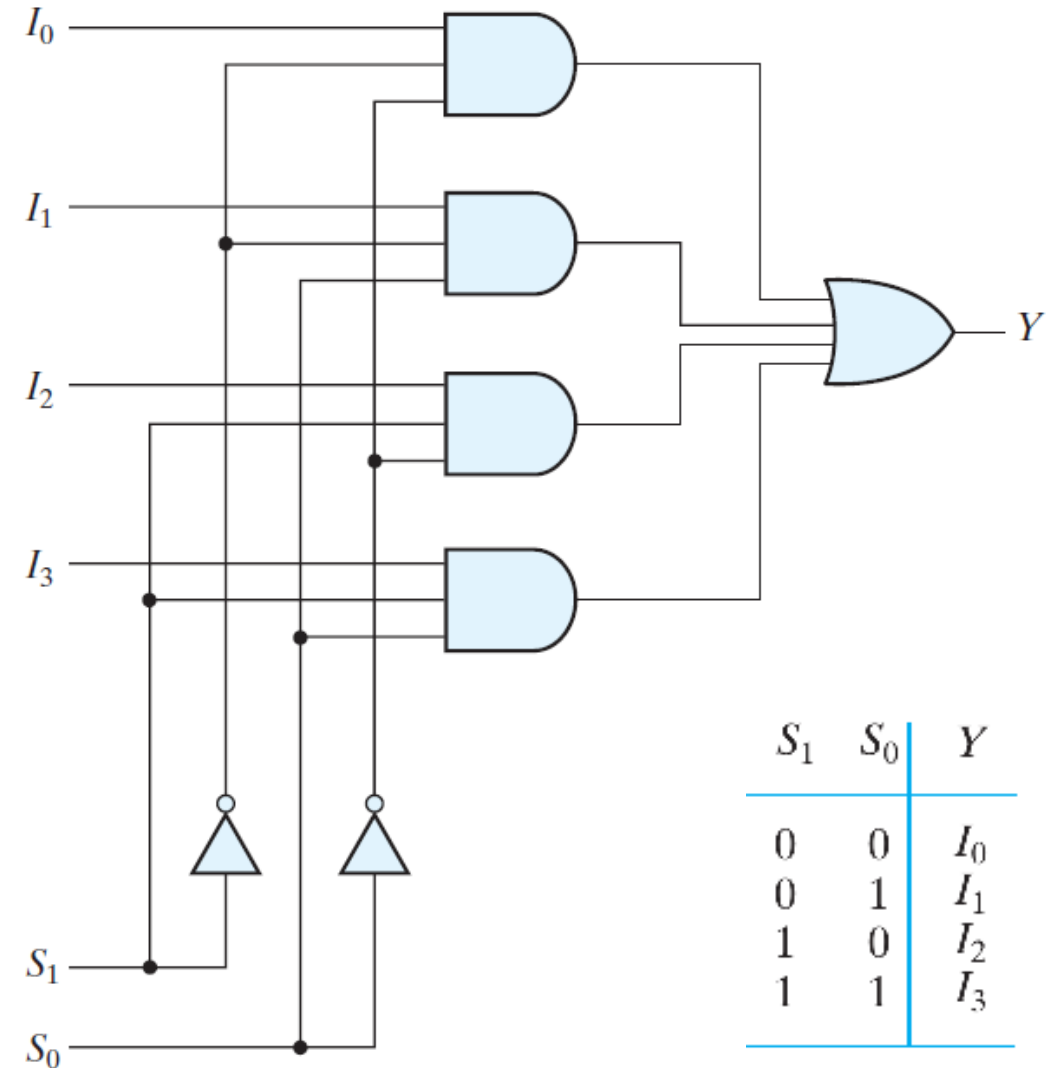 I₀
I₁
Y
I₂
I₃
S₁ S₀ Y
0 0 I₀
0 1 I₁
1 0 I₂
1 1 I₃
S₁
S₀